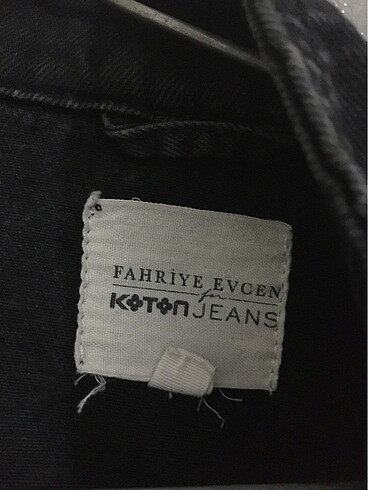 FAHRİYE EVCEN
for
KOTON JEANS